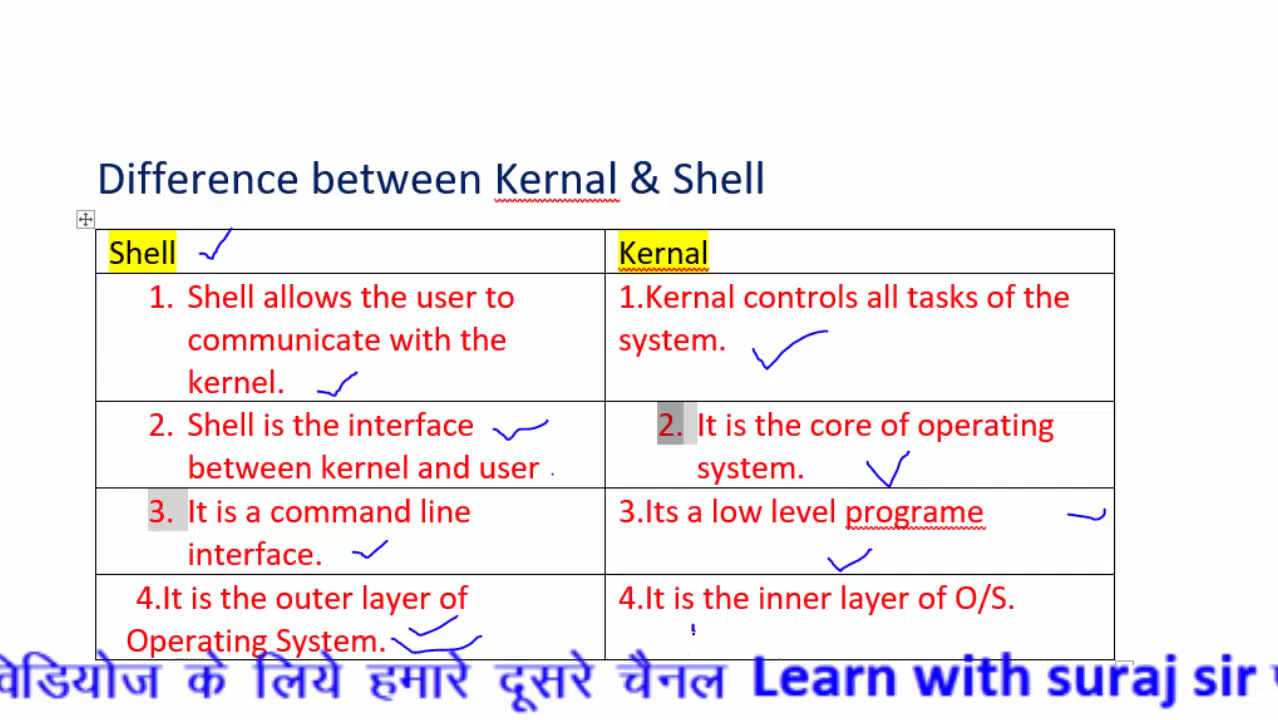 Difference between Kernal & Shell
Shell
Kernal
1. Shell allows the user to
communicate with the
kernel.
1.Kernal controls all tasks of the
system.
2. Shell is the interface
between kernel and user
2. It is the core of operating
system.
3. It is a command line
interface.
3.Its a low level programe
4.It is the outer layer of
Operating System.
4.It is the inner layer of O/S.
विडियोज के लिये हमारे दूसरे चैनल Learn with suraj sir